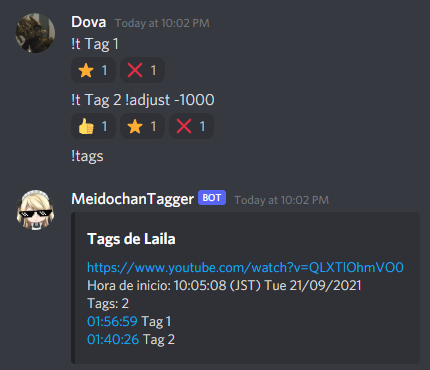 Dova Today at 10:02 PM
!t Tag 1
⭐ 1 ❌ 1
!t Tag 2 !adjust -1000
👍 1 ⭐ 1 ❌ 1
!tags
MeidochanTagger BOT Today at 10:02 PM
Tags de Laila
https://www.youtube.com/watch?v=QLXTIOhmVO0
Hora de inicio: 10:05:08 (JST) Tue 21/09/2021
Tags: 2
01:56:59 Tag 1
01:40:26 Tag 2